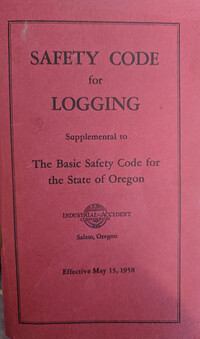 SAFETY CODE
for
LOGGING
Supplemental to
The Basic Safety Code for
the State of Oregon
INDUSTRIAL ACCIDENT
COMMISSION
Salem, Oregon
Effective May 15, 1958